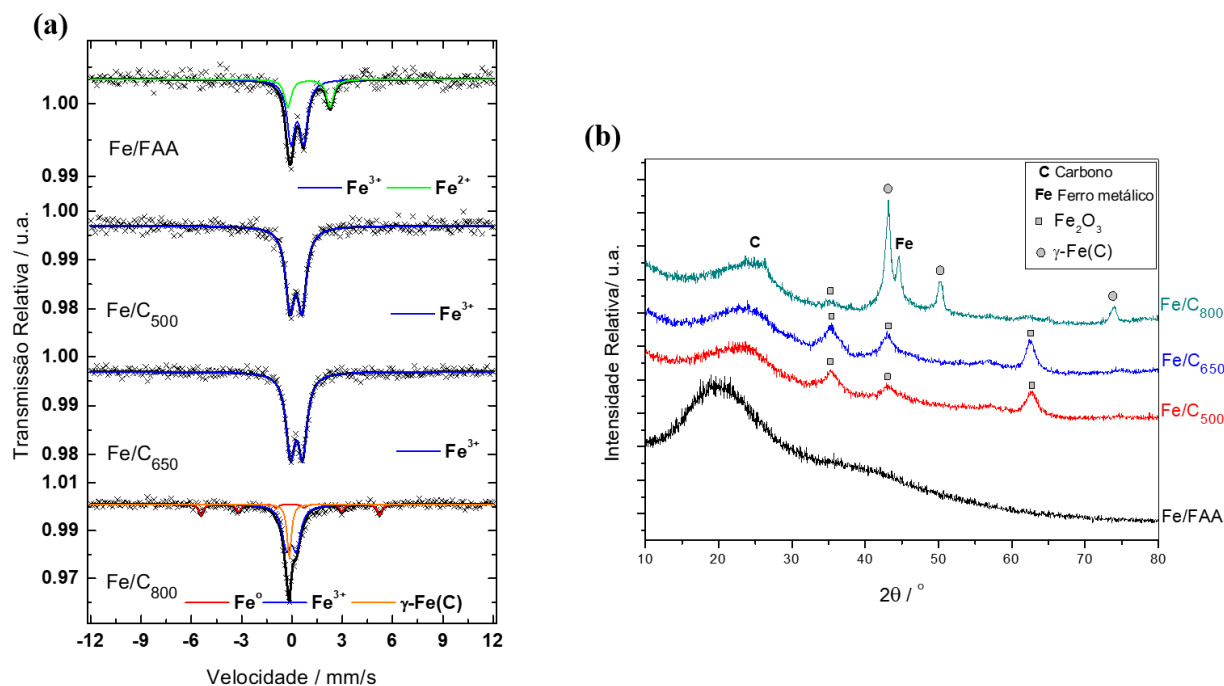 (a)
1.00
Fe/FAA
0.99
Fe³⁺ Fe²⁺
1.00
0.99
0.98
Fe/C₅₀₀
Fe³⁺
1.00
0.99
0.98
Fe/C₆₅₀
Fe³⁺
1.01
0.99
0.97
Fe/C₈₀₀
Fe⁰ Fe³⁺ γ-Fe(C)
-12 -9 -6 -3 0 3 6 9 12
Velocidade / mm/s
Transmissão Relativa / u.a.
(b)
C Carbono
Fe Ferro metálico
Fe₂O₃
γ-Fe(C)
C
Fe
Fe/C₈₀₀
Fe/C₆₅₀
Fe/C₅₀₀
Fe/FAA
10 20 30 40 50 60 70 80
2θ / °
Intensidade Relativa/ u.a.